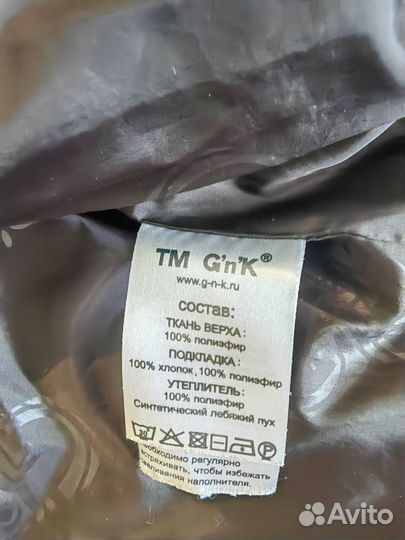 TM G'n'K®
www.g-n-k.ru
СОСТАВ:
ТКАНЬ ВЕРХА:
100% полиэфир
ПОДКЛАДКА:
100% хлопок, 100% полиэфир
УТЕПЛИТЕЛЬ:
100% полиэфир
Синтетический лебяжий пух
P
регулярно
встряхивать, чтобы избежать
наполнителя.
Avito